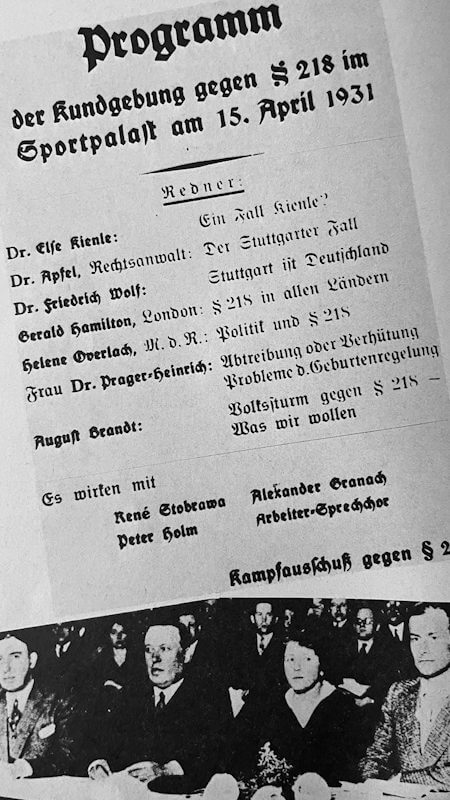 Programm
der Kundgebung gegen § 218 im
Sportpalast am 15. April 1931
Redner:
Dr. Else Kienle: Ein Fall Kienle?
Dr. Apfel, Rechtsanwalt: Der Stuttgarter Fall
Dr. Friedrich Wolf: Stuttgart ist Deutschland
Gerald Hamilton, London: § 218 in allen Ländern
Helene Overlach, M. d. R.: Politik und § 218
Frau Dr. Prager-Heinrich: Abtreibung oder Verhütung
Probleme d. Geburtenregelung
August Brandt: Volkssturm gegen § 218 —
Was wir wollen
Es wirken mit
René Stobrawa Alexander Granach
Peter Holm Arbeiter-Sprechchor
Kampfausschuß gegen § 2